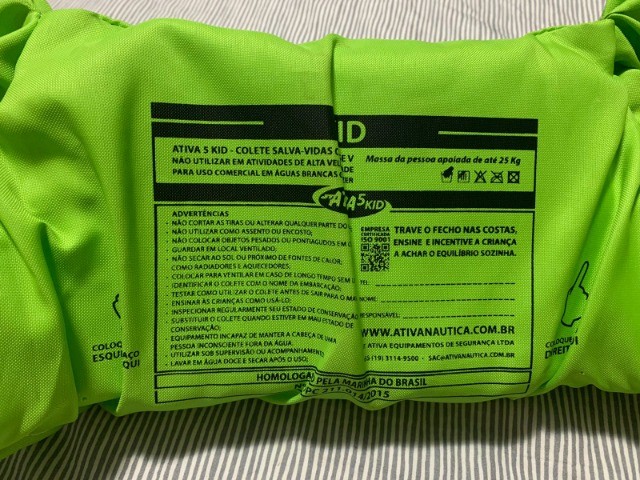 KID
ATIVA 5 KID - COLETE SALVA-VIDAS
E V
NÃO UTILIZAR EM ATIVIDADES DE ALTA VEL
DADE
PARA USO COMERCIAL EM ÁGUAS BRANCAS
Massa da pessoa apoiada de até 25 Kg
ATIVA 5 KID
ADVERTÊNCIAS
- NÃO CORTAR AS TIRAS OU ALTERAR QUALQUER PARTE DO
- NÃO UTILIZAR COMO ASSENTO OU ENCOSTO;
- NÃO COLOCAR OBJETOS PESADOS OU PONTIAGUDOS EM
- GUARDAR EM LOCAL VENTILADO;
- NÃO SECAR AO SOL OU PRÓXIMO DE FONTES DE CALOR;
COMO RADIADORES E AQUECEDORES;
- COLOCAR PARA VENTILAR EM CASO DE LONGO TEMPO SEM
- IDENTIFICAR O COLETE COM O NOME DA EMBARCAÇÃO;
- TESTAR COMO UTILIZAR O COLETE ANTES DE SAIR PARA O
- ENSINAR ÀS CRIANÇAS COMO USÁ-LO;
- INSPECIONAR REGULARMENTE SEU ESTADO DE CONSERVAÇÃO
- SUBSTITUIR O COLETE QUANDO ESTIVER EM MAU ESTADO DE
CONSERVAÇÃO;
- EQUIPAMENTO INCAPAZ DE MANTER A CABEÇA DE UMA
PESSOA INCONSCIENTE FORA DA ÁGUA.
- UTILIZAR SOB SUPERVISÃO OU ACOMPANHAMENTO
- LAVAR EM ÁGUA DOCE E SECAR APÓS O USO;
EMPRESA
CERTIFICADA
ISO 9001
TRAVE O FECHO NAS COSTAS,
ENSINE E INCENTIVE A CRIANÇA
A ACHAR O EQUILÍBRIO SOZINHA.
TEL:
NOME:
RESPONSÁVEL:
WWW.ATIVANAUTICA.COM.BR
ATIVA EQUIPAMENTOS DE SEGURANÇA LTDA
(19) 3114-9500 - SAC@ATIVANAUTICA.COM.BR
HOMOLOGA
PELA MARINHA DO BRASIL
/2015
COLOQUE
ESQU
COLOQUE
DIREIT